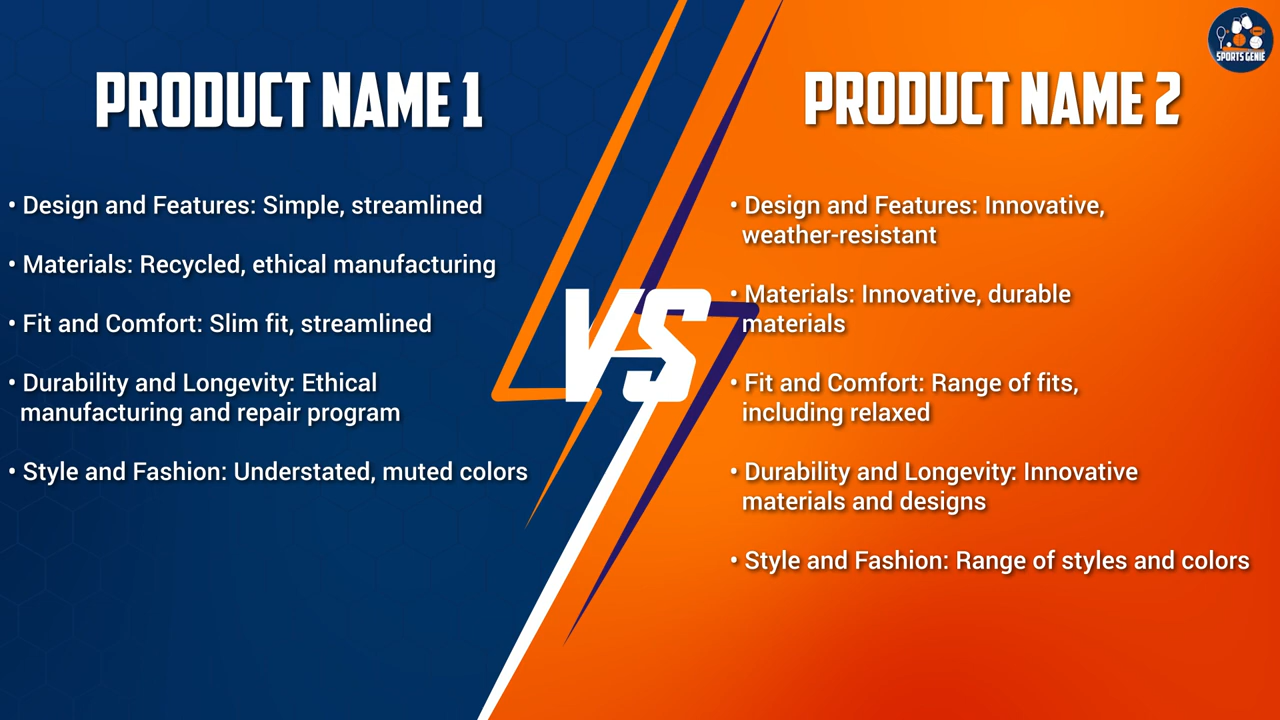 SPORTS GENIE
PRODUCT NAME 1
• Design and Features: Simple, streamlined
• Materials: Recycled, ethical manufacturing
• Fit and Comfort: Slim fit, streamlined
• Durability and Longevity: Ethical
manufacturing and repair program
• Style and Fashion: Understated, muted colors
VS
PRODUCT NAME 2
• Design and Features: Innovative,
weather-resistant
• Materials: Innovative, durable
materials
• Fit and Comfort: Range of fits,
including relaxed
• Durability and Longevity: Innovative
materials and designs
• Style and Fashion: Range of styles and colors